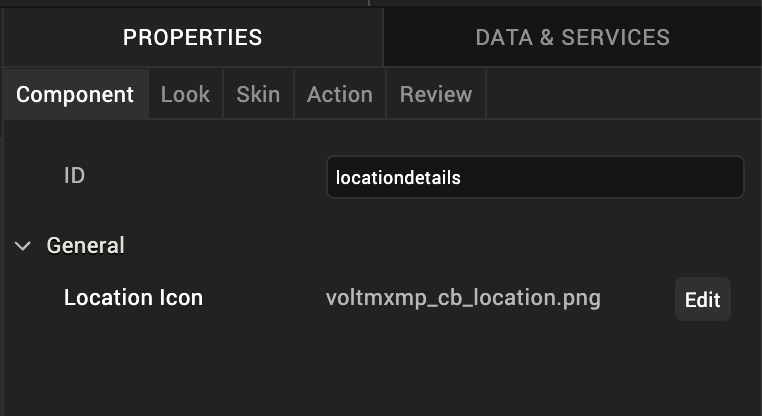 PROPERTIES DATA & SERVICES
Component Look Skin Action Review
ID locationdetails
General
Location Icon voltmxmp_cb_location.png Edit